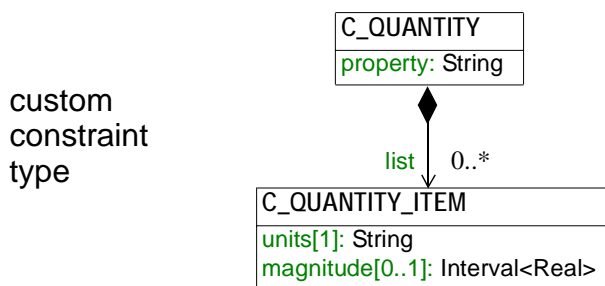 C_QUANTITY
property: String
custom
constraint
type
list 0..*
C_QUANTITY_ITEM
units[1]: String
magnitude[0..1]: Interval<Real>